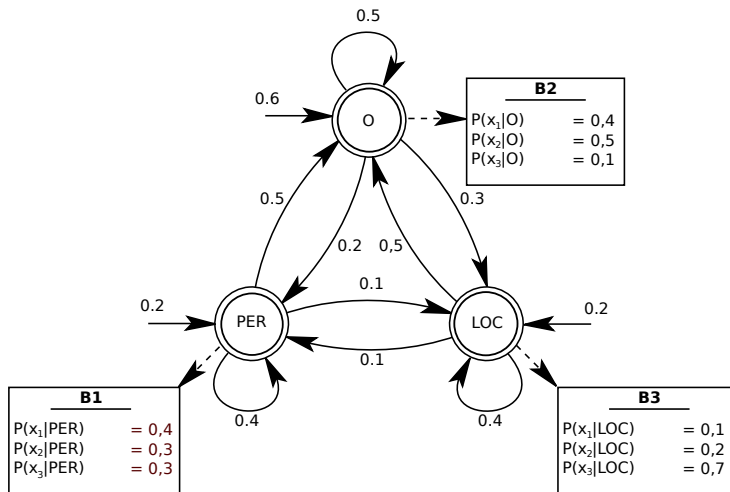 0.5
0.6
O
B2
P(x₁|O) = 0,4
P(x₂|O) = 0,5
P(x₃|O) = 0,1
0.5
0.3
0.2
0,5
0.1
0.2
PER
LOC
0.2
0.1
0.4
0.4
B1
P(x₁|PER) = 0,4
P(x₂|PER) = 0,3
P(x₃|PER) = 0,3
B3
P(x₁|LOC) = 0,1
P(x₂|LOC) = 0,2
P(x₃|LOC) = 0,7